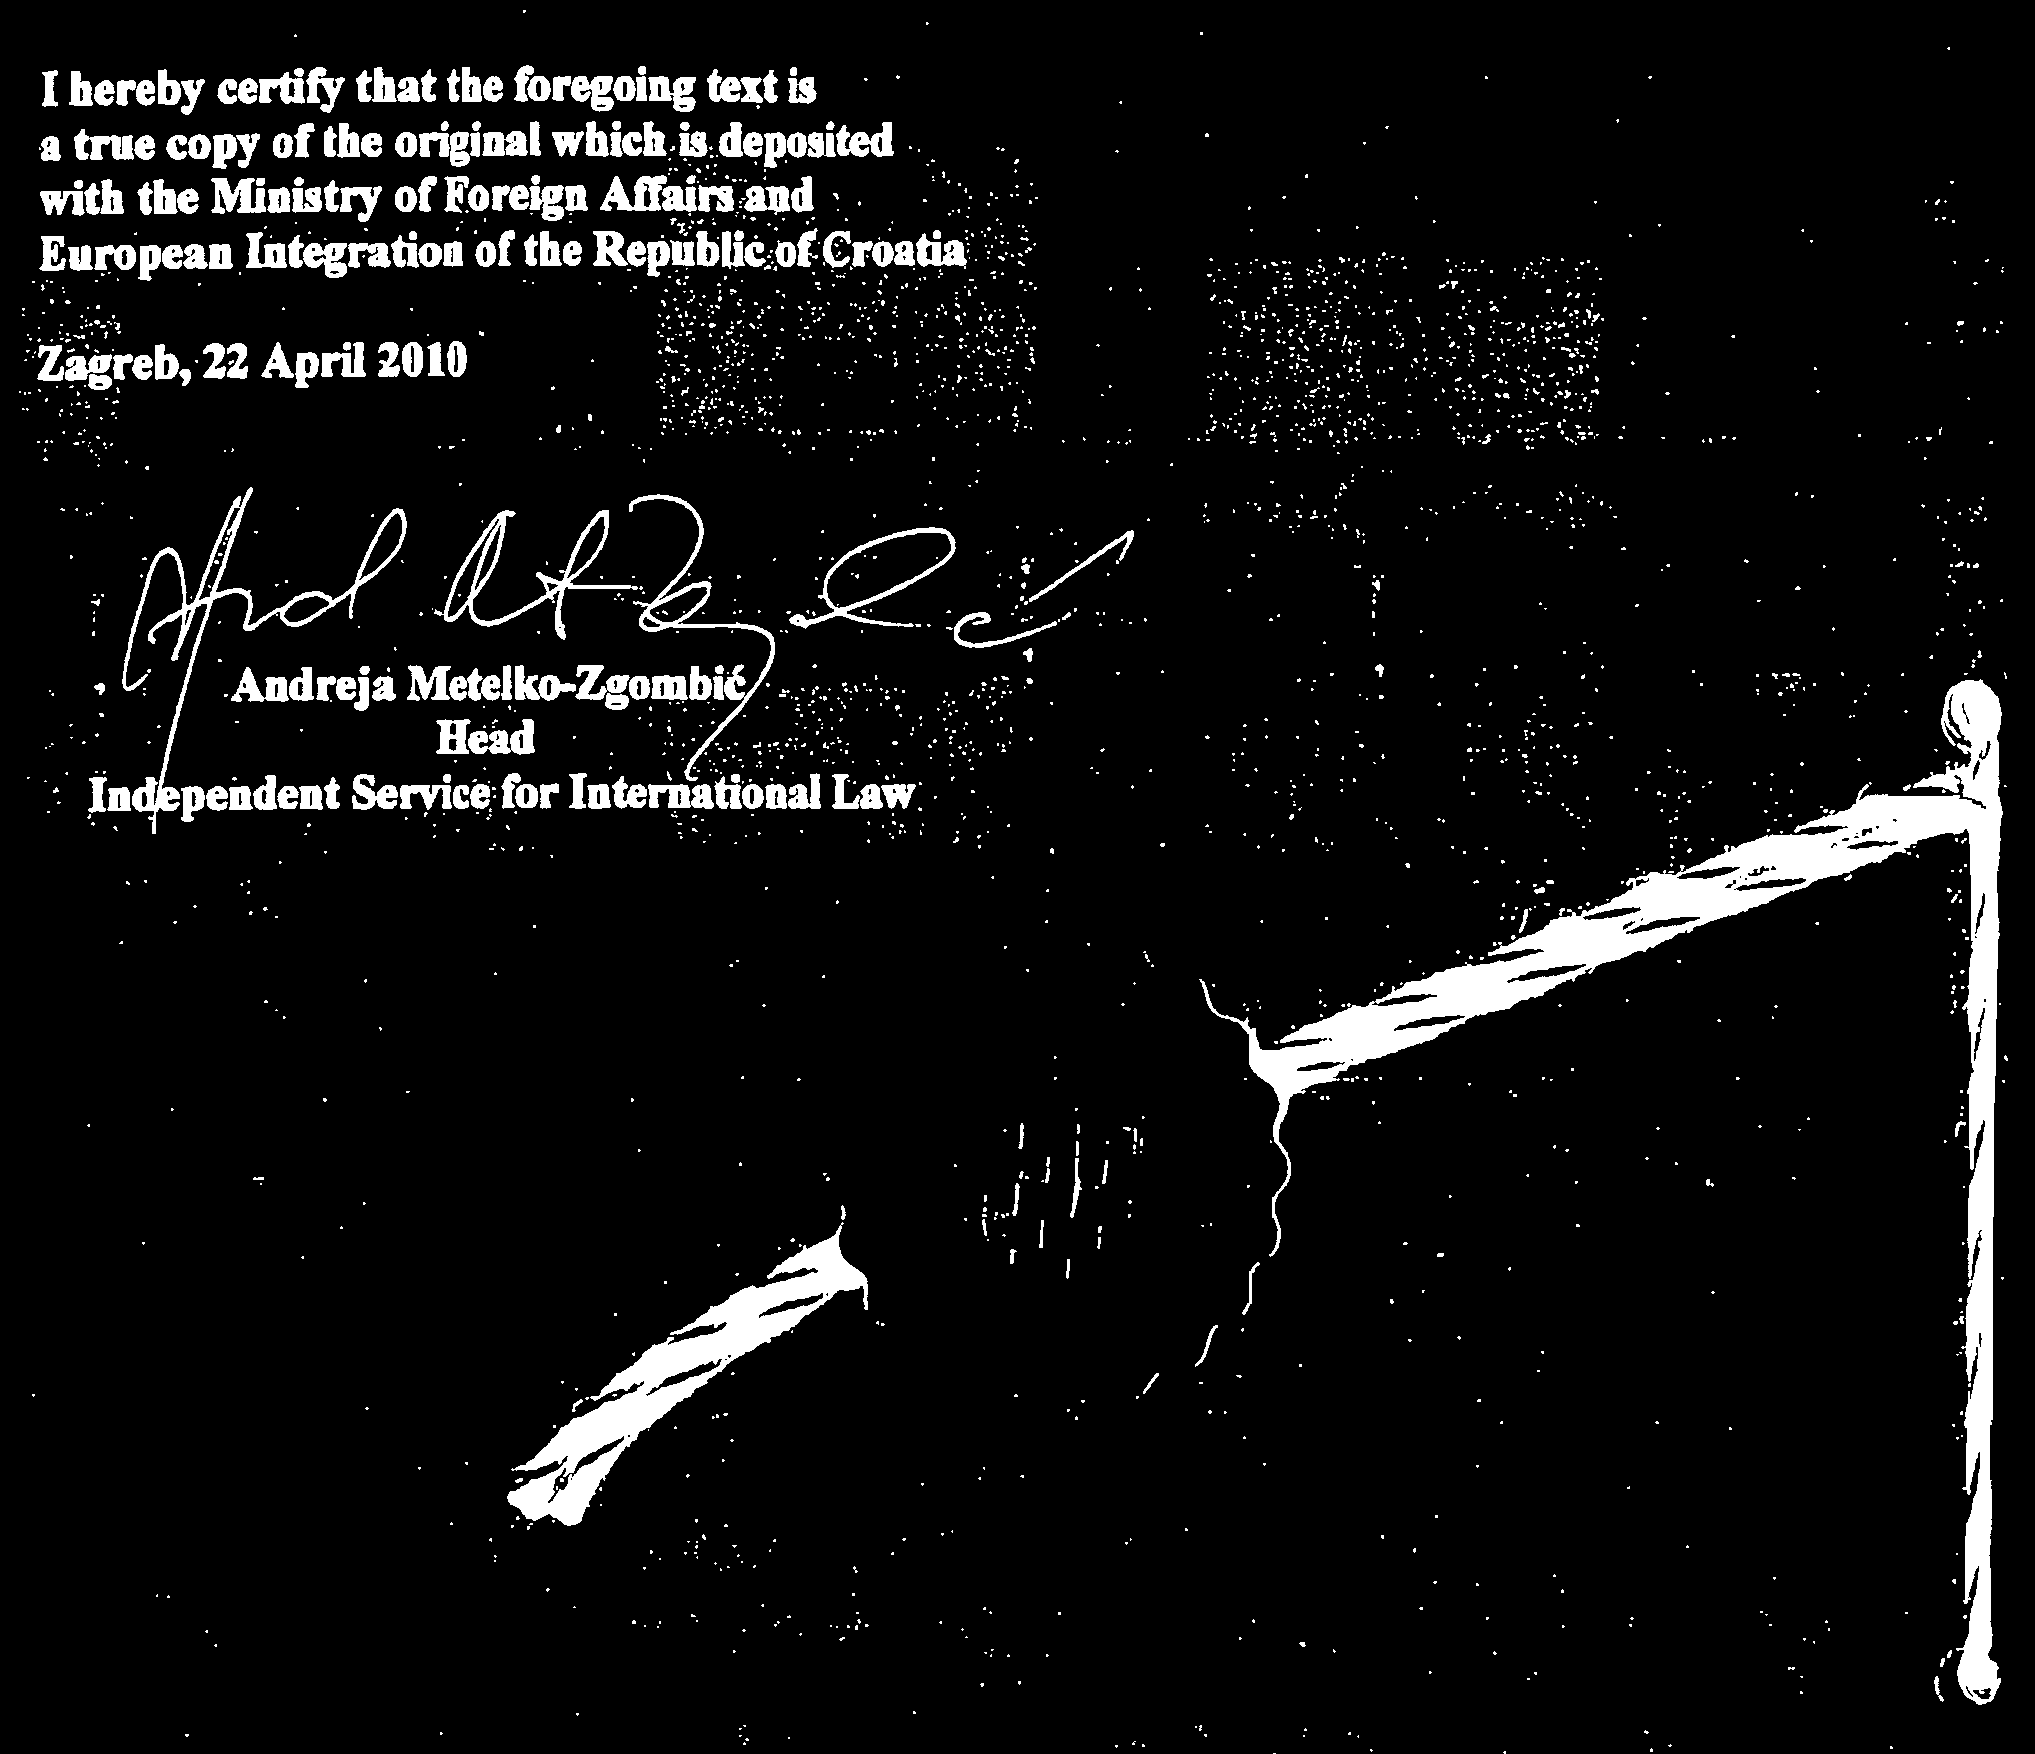 I hereby certify that the foregoing text is
a true copy of the original which is deposited
with the Ministry of Foreign Affairs and
European Integration of the Republic of Croatia
Zagreb, 22 April 2010
Andreja Metelko-Zgombić
Head
Independent Service for International Law